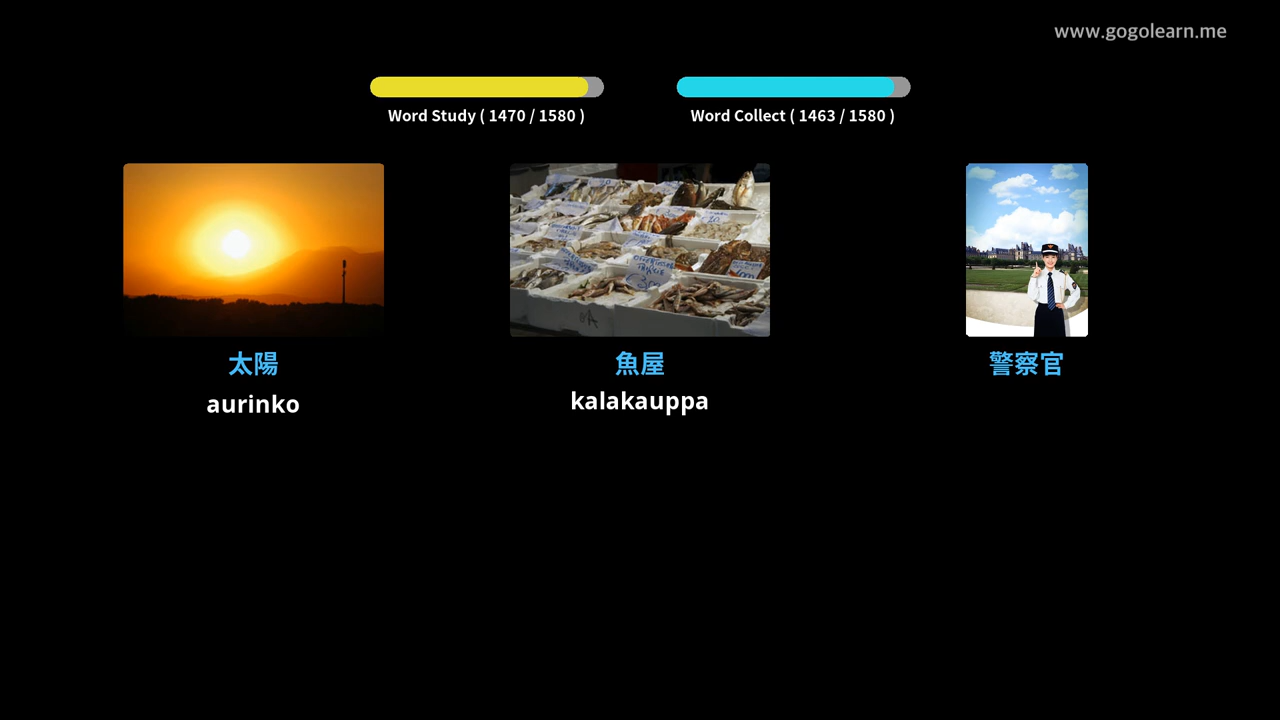 www.gogolearn.me
Word Study ( 1470 / 1580 )
Word Collect ( 1463 / 1580 )
太陽
aurinko
魚屋
kalakauppa
警察官